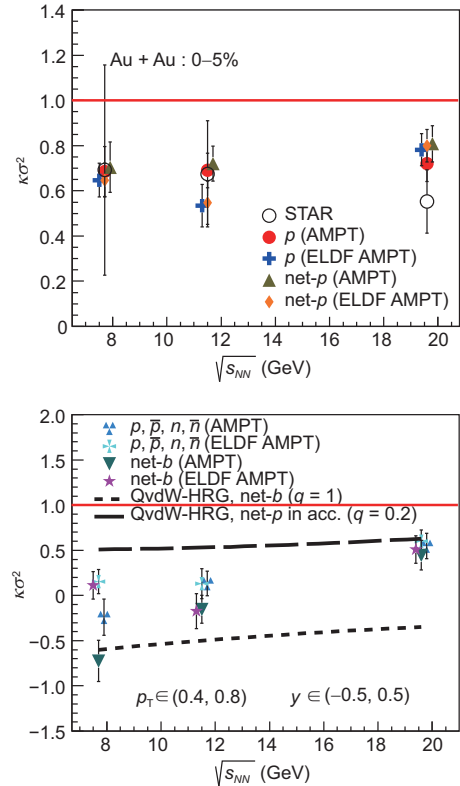 1.4
1.2
1.0
0.8
0.6
0.4
0.2
0
κσ²
Au + Au : 0–5%
STAR
p (AMPT)
p (ELDF AMPT)
net-p (AMPT)
net-p (ELDF AMPT)
8 10 12 14 16 18 20
√s_NN (GeV)
2.0
1.5
1.0
0.5
0
−0.5
−1.0
−1.5
κσ²
p, p̅, n, n̅ (AMPT)
p, p̅, n, n̅ (ELDF AMPT)
net-b (AMPT)
net-b (ELDF AMPT)
QvdW-HRG, net-b (q = 1)
QvdW-HRG, net-p in acc. (q = 0.2)
p_T ∈ (0.4, 0.8) y ∈ (−0.5, 0.5)
8 10 12 14 16 18 20
√s_NN (GeV)